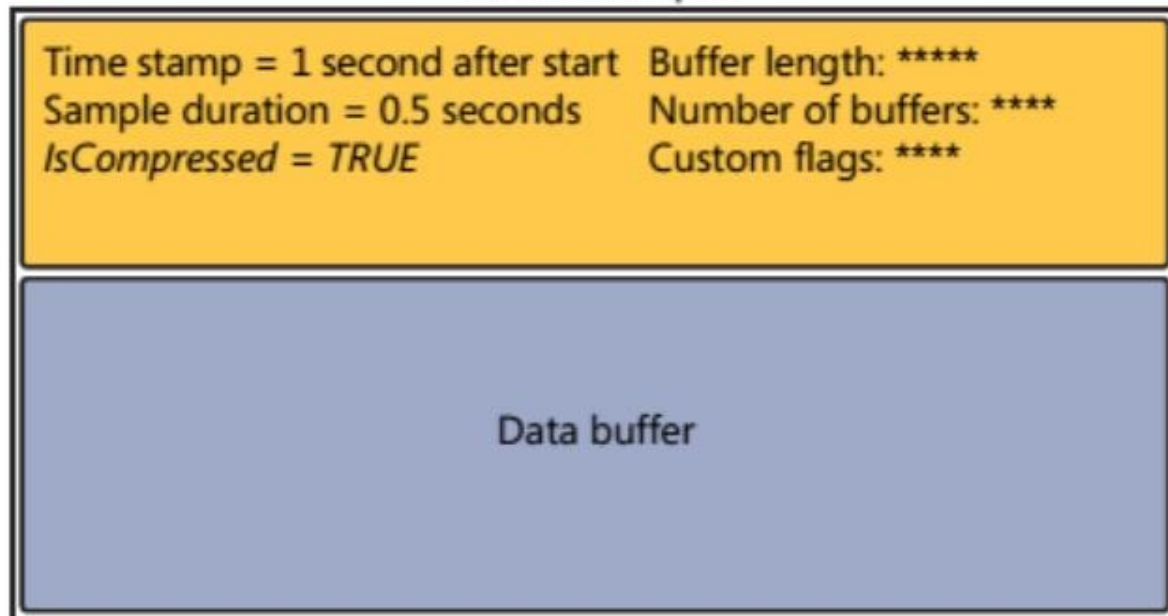 Time stamp = 1 second after start Buffer length: *****
Sample duration = 0.5 seconds Number of buffers: ****
IsCompressed = TRUE Custom flags: ****
Data buffer